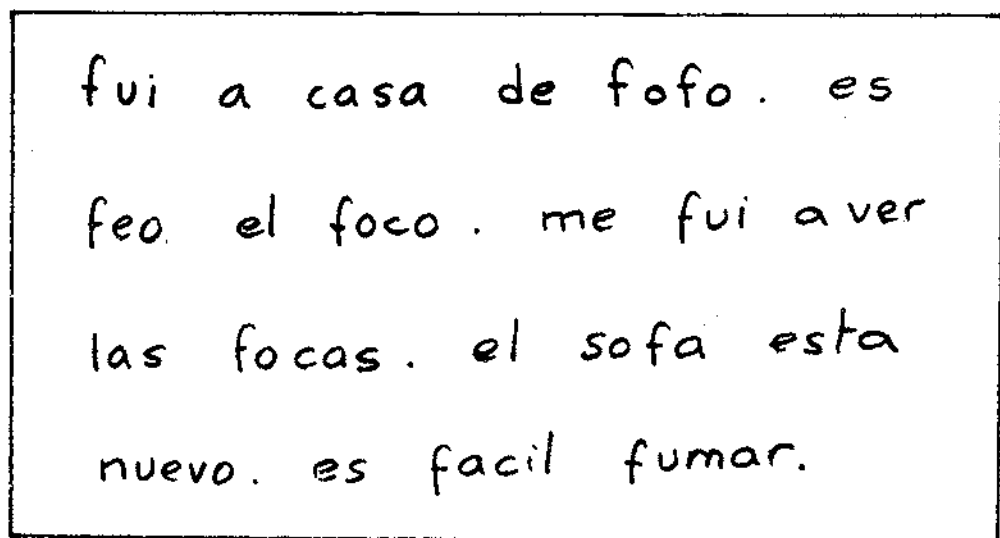 fui a casa de fofo. es
feo el foco. me fui a ver
las focas. el sofa esta
nuevo. es facil fumar.